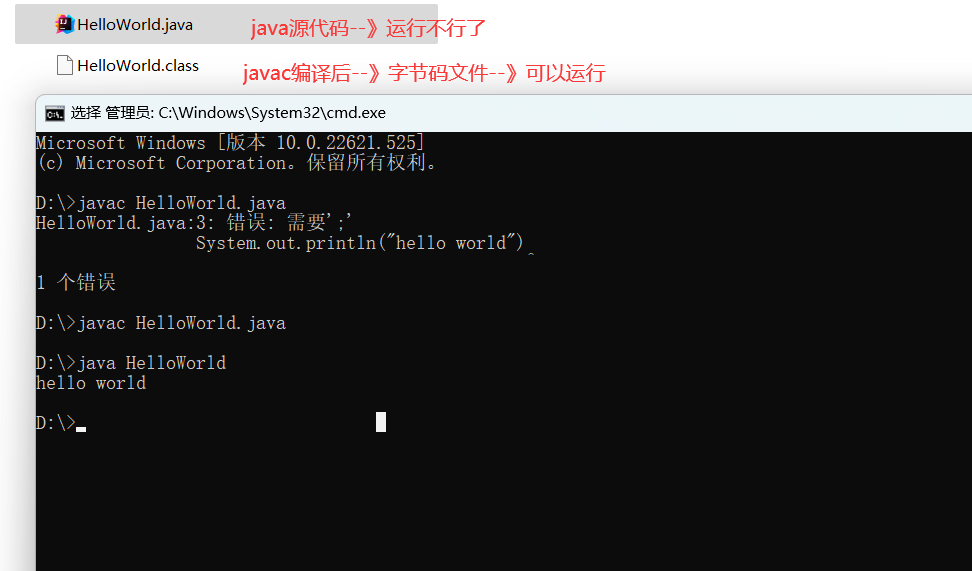 HelloWorld.java java源代码--》运行不行了
HelloWorld.class javac编译后--》字节码文件--》可以运行
选择 管理员: C:\Windows\System32\cmd.exe
Microsoft Windows [版本 10.0.22621.525]
(c) Microsoft Corporation。保留所有权利。
D:\>javac HelloWorld.java
HelloWorld.java:3: 错误: 需要';'
System.out.println("hello world")
^
1 个错误
D:\>javac HelloWorld.java
D:\>java HelloWorld
hello world
D:\>